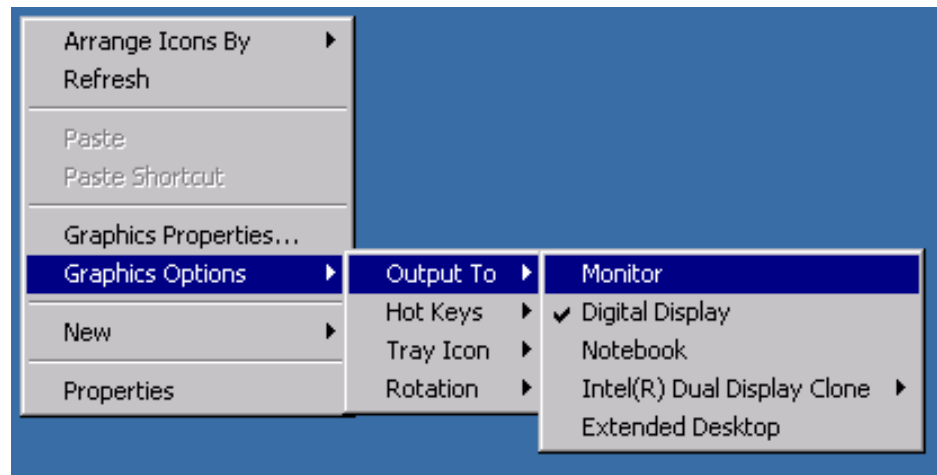 Arrange Icons By
Refresh
Paste
Paste Shortcut
Graphics Properties...
Graphics Options
New
Properties
Output To
Hot Keys
Tray Icon
Rotation
Monitor
Digital Display
Notebook
Intel(R) Dual Display Clone
Extended Desktop